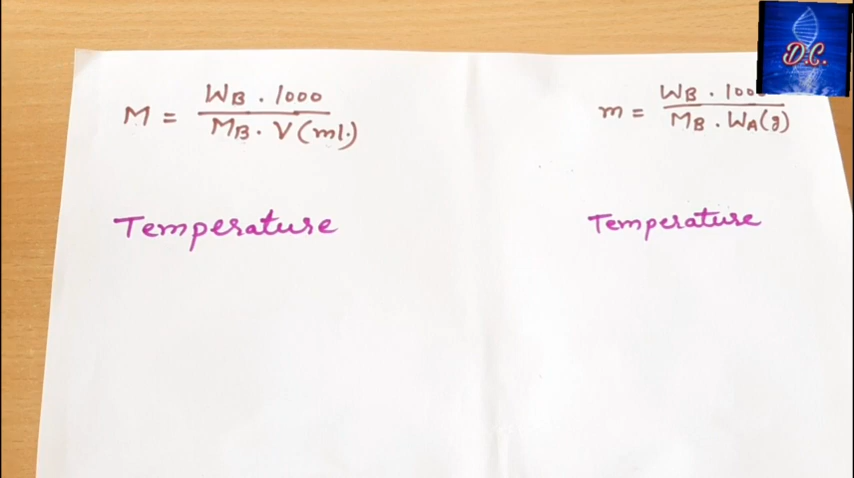 D.C.
M = WB . 1000 / MB . V (ml.)
m = WB . 1000 / MB . WA(g)
Temperature
Temperature